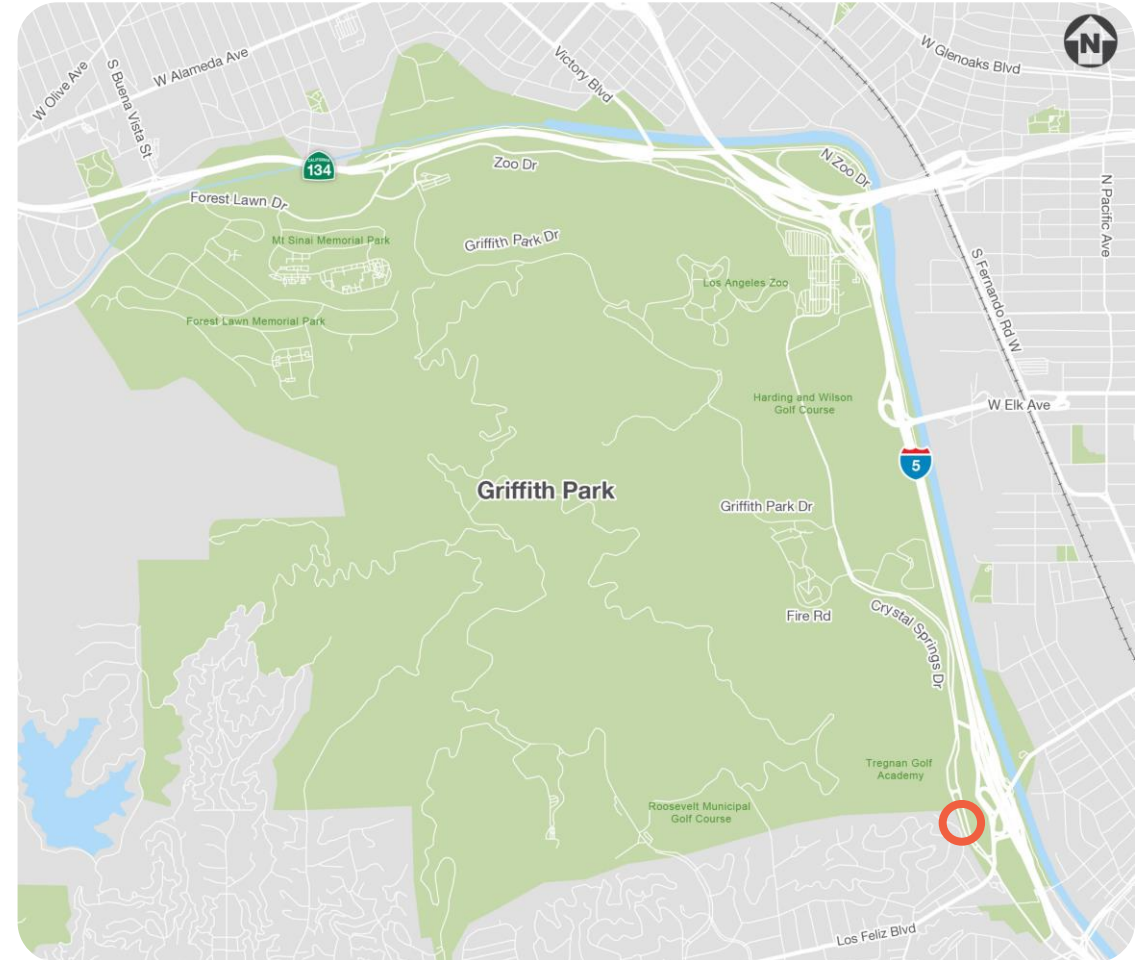 N
W Glenoaks Blvd
Victory Blvd
W Olive Ave
S Buena Vista St
W Alameda Ave
CALIFORNIA
134
Zoo Dr
N Zoo Dr
Forest Lawn Dr
N Pacific Ave
Mt Sinai Memorial Park
Griffith Park Dr
Los Angeles Zoo
S Fernando Rd W
Forest Lawn Memorial Park
Harding and Wilson
Golf Course
W Elk Ave
5
Griffith Park
Griffith Park Dr
Fire Rd
Crystal Springs Dr
Tregnan Golf
Academy
Roosevelt Municipal
Golf Course
Los Feliz Blvd